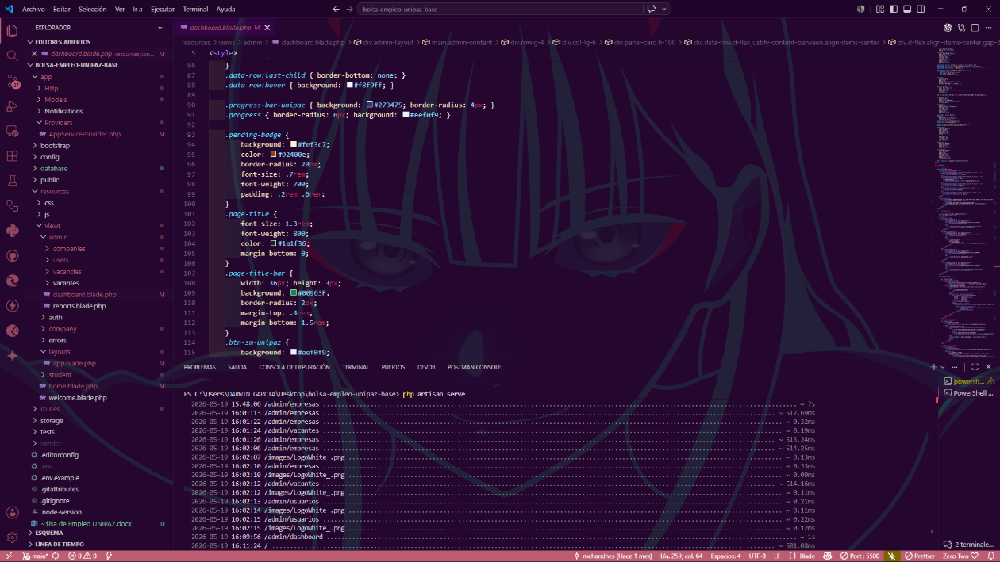 Archivo Editar Selección Ver Ir a Ejecutar Terminal Ayuda
bolsa-empleo-unipaz-base
EXPLORADOR
EDITORES ABIERTOS
dashboard.blade.php resources\vie... M
BOLSA-EMPLEO-UNIPAZ-BASE
app
Http
Models
Notifications
Providers
AppServiceProvider.php M
bootstrap
config
database
public
resources
css
js
views
admin
companies
users
vacancies
vacantes
dashboard.blade.php M
reports.blade.php
auth
company
errors
layouts
app.blade.php M
student
home.blade.php M
welcome.blade.php
routes
storage
tests
vendor
.editorconfig
.env
.env.example
.gitattributes
.gitignore
.node-version
~$lsa de Empleo UNIPAZ.docx U
ESQUEMA
LÍNEA DE TIEMPO
27
dashboard.blade.php M
resources > views > admin > dashboard.blade.php > div.admin-layout > main.admin-content > div.row.g-4 > div.col-lg-6 > div.panel-card.h-100 > div.data-row.d-flex.justify-content-between.align-items-center > div.d-flex.align-items-center.gap-
5 <style>
86 }
87 .data-row:last-child { border-bottom: none; }
88 .data-row:hover { background: #f8f9ff; }
89
90 .progress-bar-unipaz { background: #273475; border-radius: 4px; }
91 .progress { border-radius: 6px; background: #eef0f9; }
92
93 .pending-badge {
94 background: #fef3c7;
95 color: #92400e;
96 border-radius: 20px;
97 font-size: .7rem;
98 font-weight: 700;
99 padding: .2rem .6rem;
100 }
101 .page-title {
102 font-size: 1.3rem;
103 font-weight: 800;
104 color: #1a1f36;
105 margin-bottom: 0;
106 }
107 .page-title-bar {
108 width: 36px; height: 3px;
109 background: #00963F;
110 border-radius: 2px;
111 margin-top: .4rem;
112 margin-bottom: 1.5rem;
113 }
114 .btn-sm-unipaz {
115 background: #eef0f9;
PROBLEMAS SALIDA CONSOLA DE DEPURACIÓN TERMINAL PUERTOS DEVDB POSTMAN CONSOLE
PS C:\Users\DARWIN GARCIA\Desktop\bolsa-empleo-unipaz-base> php artisan serve
2026-05-19 15:48:06 /admin/empresas ~ 7s
2026-05-19 16:01:13 /admin/empresas ~ 512.69ms
2026-05-19 16:01:22 /admin/empresas ~ 0.32ms
2026-05-19 16:01:24 /admin/vacantes ~ 0.19ms
2026-05-19 16:01:26 /admin/empresas ~ 513.24ms
2026-05-19 16:02:06 /admin/empresas ~ 514.25ms
2026-05-19 16:02:07 /images/LogoWhite_.png ~ 0.13ms
2026-05-19 16:02:10 /admin/empresas ~ 0.33ms
2026-05-19 16:02:10 /images/LogoWhite_.png ~ 0.09ms
2026-05-19 16:02:12 /admin/vacantes ~ 514.16ms
2026-05-19 16:02:12 /images/LogoWhite_.png ~ 0.11ms
2026-05-19 16:02:13 /admin/usuarios ~ 0.21ms
2026-05-19 16:02:14 /images/LogoWhite_.png ~ 0.11ms
2026-05-19 16:02:15 /admin/usuarios ~ 0.22ms
2026-05-19 16:02:15 /images/LogoWhite_.png ~ 0.11ms
2026-05-19 16:09:56 /admin/dashboard ~ 1s
2026-05-19 16:11:24 / ~ 501.08ms
powersh...
PowerShell ...
2 terminale...
main* 0 0 mehandhes (Hace 1 mes) Lín. 259, col. 64 Espacios: 4 UTF-8 LF { } Blade Port : 5500 Prettier Zero Two